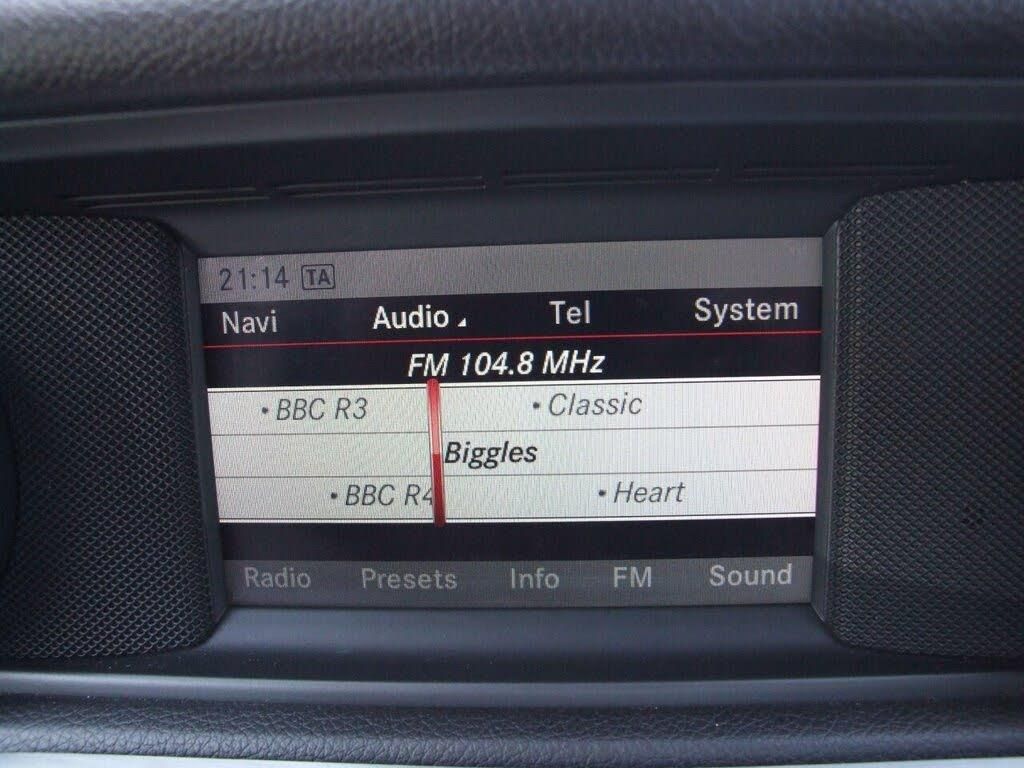 21:14 TA
Navi Audio Tel System
FM 104.8 MHz
• BBC R3 • Classic
Biggles
• BBC R4 • Heart
Radio Presets Info FM Sound